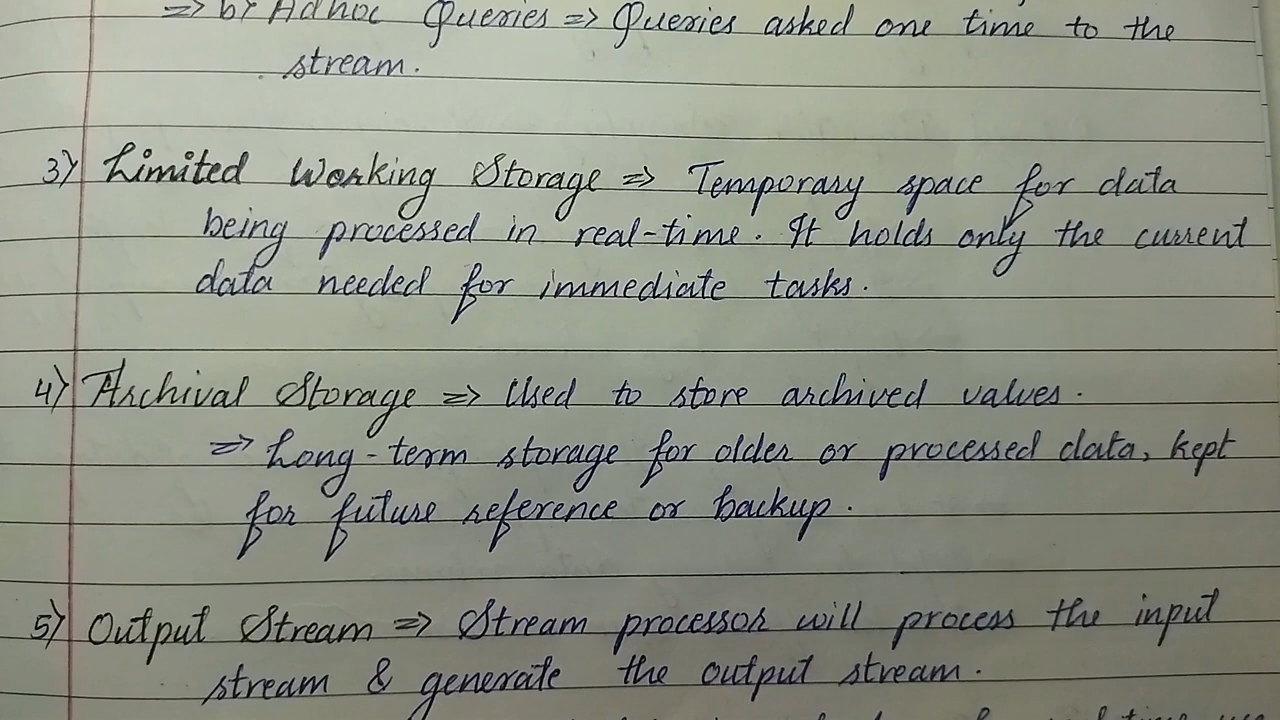 => b) Adhoc Queries => Queries asked one time to the
stream.
3) Limited Working Storage => Temporary space for data
being processed in real-time. It holds only the current
data needed for immediate tasks.
4) Archival Storage => Used to store archived values.
=> Long-term storage for older or processed data, kept
for future reference or backup.
5) Output Stream => Stream processor will process the input
stream & generate the output stream.